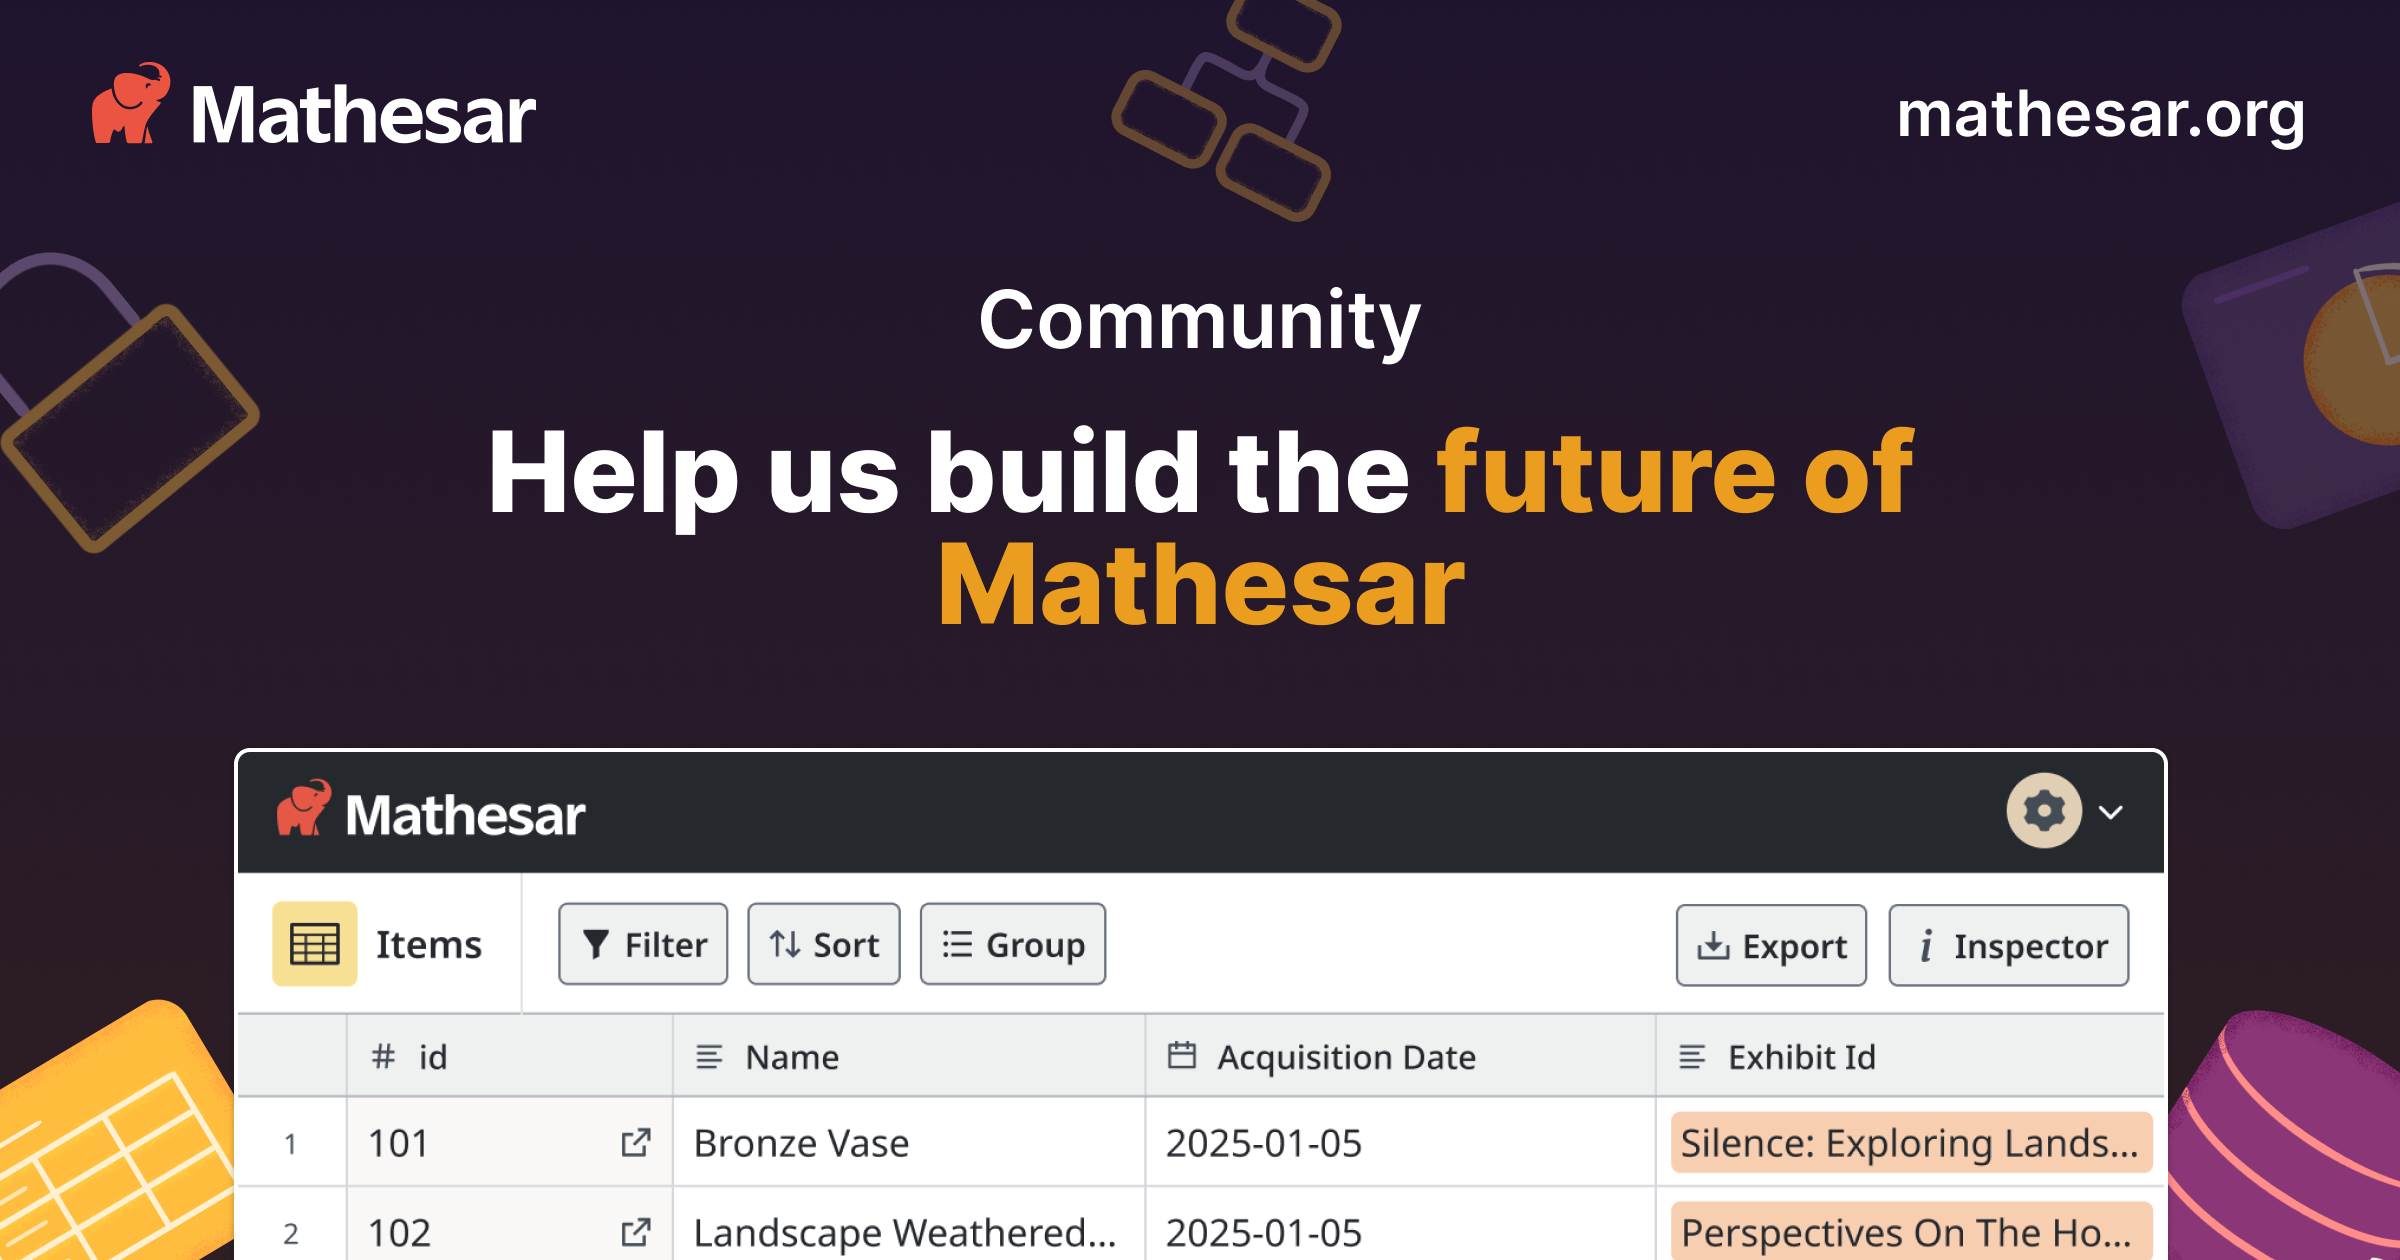 Mathesar
mathesar.org
Community
Help us build the future of
Mathesar
Mathesar
Items
Filter
Sort
Group
Export
Inspector
# id
Name
Acquisition Date
Exhibit Id
1 101 Bronze Vase 2025-01-05 Silence: Exploring Lands...
2 102 Landscape Weathered... 2025-01-05 Perspectives On The Ho...